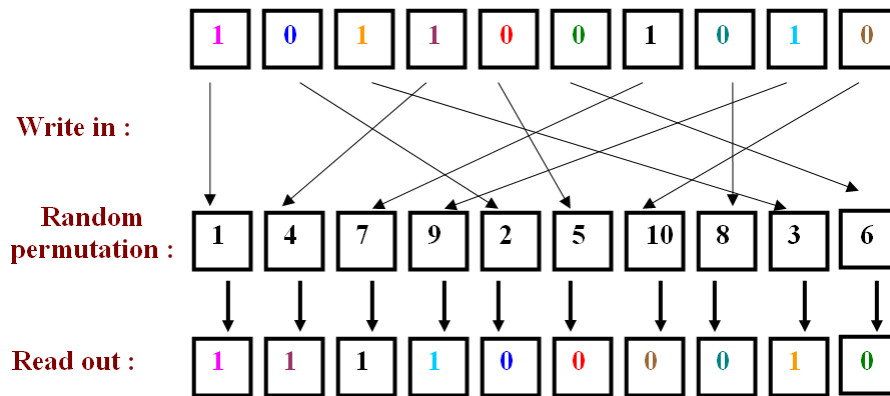 1 0 1 1 0 0 1 0 1 0
Write in :
Random
permutation :
1 4 7 9 2 5 10 8 3 6
Read out :
1 1 1 1 0 0 0 0 1 0